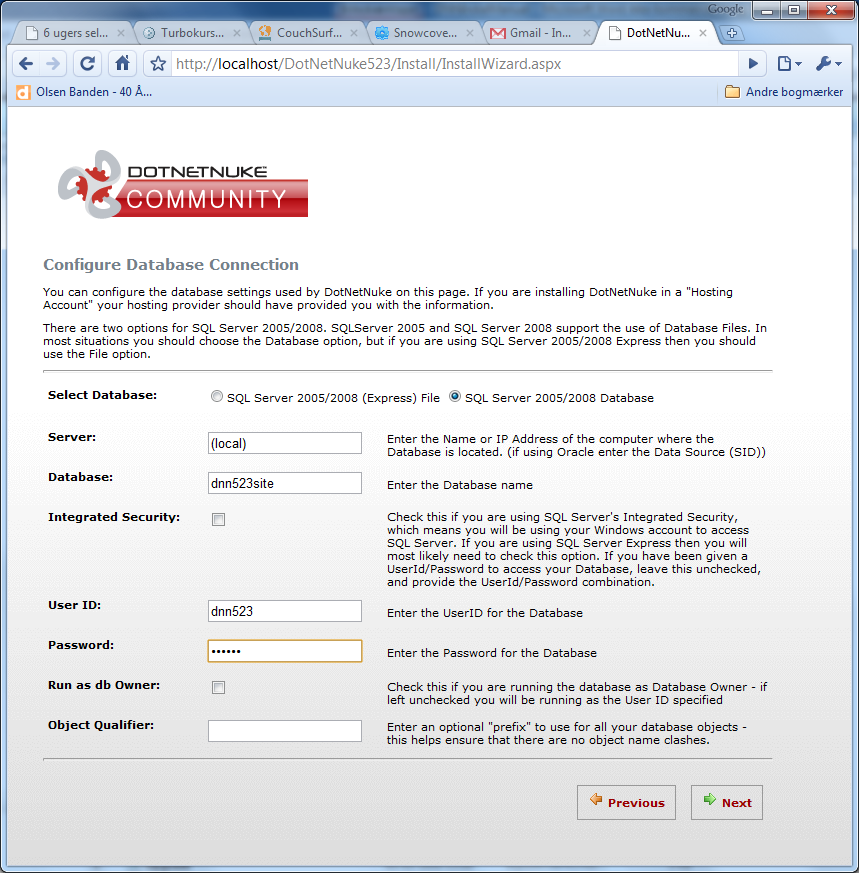 Google
6 ugers sel...
Turbokurs...
CouchSurf...
Snowcove...
Gmail - In...
DotNetNu...
http://localhost/DotNetNuke523/Install/InstallWizard.aspx
Olsen Banden - 40 Å...
Andre bogmærker
DOTNETNUKE™
COMMUNITY
Configure Database Connection
You can configure the database settings used by DotNetNuke on this page. If you are installing DotNetNuke in a "Hosting
Account" your hosting provider should have provided you with the information.
There are two options for SQL Server 2005/2008. SQLServer 2005 and SQL Server 2008 support the use of Database Files. In
most situations you should choose the Database option, but if you are using SQL Server 2005/2008 Express then you should
use the File option.
Select Database:
SQL Server 2005/2008 (Express) File
SQL Server 2005/2008 Database
Server:
(local)
Enter the Name or IP Address of the computer where the
Database is located. (if using Oracle enter the Data Source (SID))
Database:
dnn523site
Enter the Database name
Integrated Security:
Check this if you are using SQL Server's Integrated Security,
which means you will be using your Windows account to access
SQL Server. If you are using SQL Server Express then you will
most likely need to check this option. If you have been given a
UserId/Password to access your Database, leave this unchecked,
and provide the UserId/Password combination.
User ID:
dnn523
Enter the UserID for the Database
Password:
••••••
Enter the Password for the Database
Run as db Owner:
Check this if you are running the database as Database Owner - if
left unchecked you will be running as the User ID specified
Object Qualifier:
Enter an optional "prefix" to use for all your database objects -
this helps ensure that there are no object name clashes.
Previous
Next